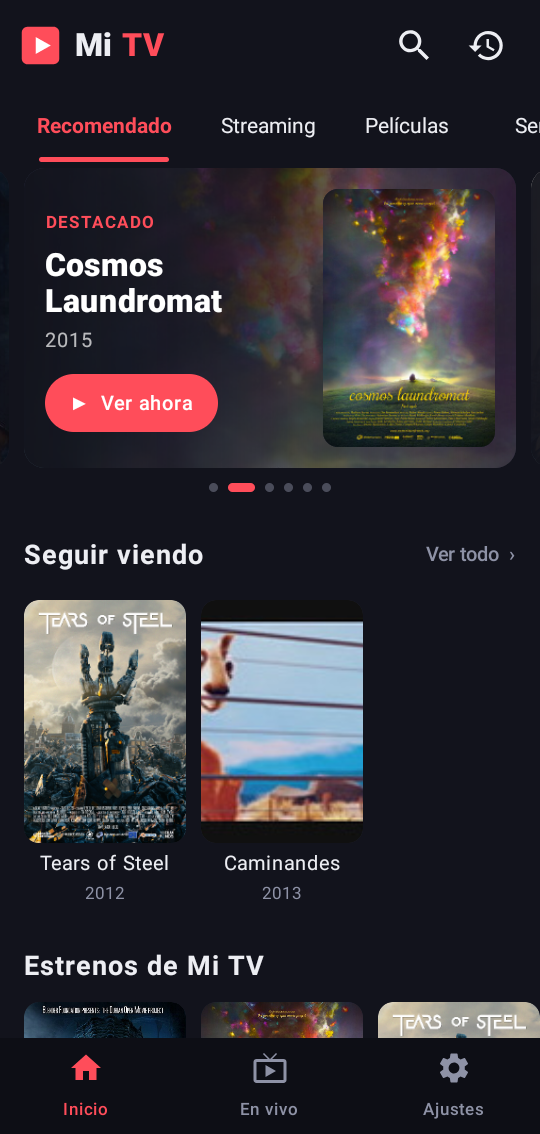 Mi TV
Recomendado
Streaming
Películas
Se
DESTACADO
Cosmos
Laundromat
2015
Ver ahora
cosmos laundromat
Seguir viendo
Ver todo ›
TEARS OF STEEL
Tears of Steel
2012
Caminandes
2013
Estrenos de Mi TV
TEARS OF STEEL
Inicio
En vivo
Ajustes